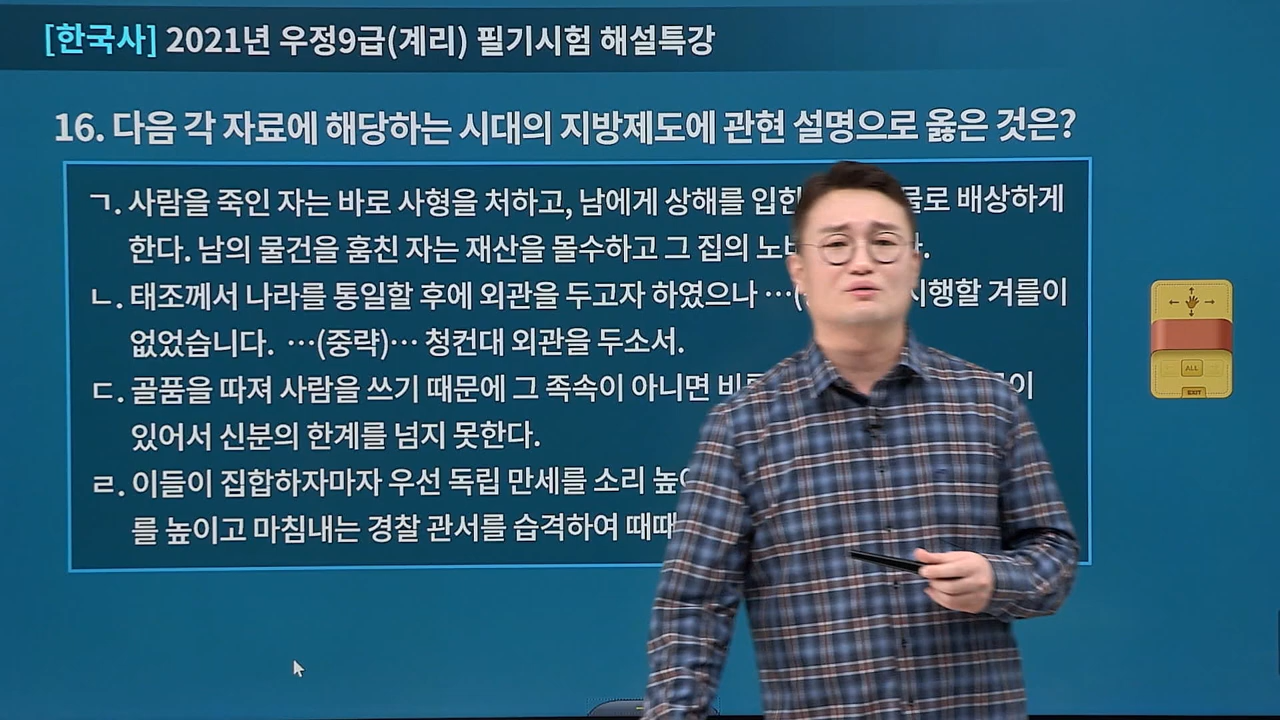 [한국사] 2021년 우정9급(계리) 필기시험 해설특강
16. 다음 각 자료에 해당하는 시대의 지방제도에 관현 설명으로 옳은 것은?
ㄱ. 사람을 죽인 자는 바로 사형을 처하고, 남에게 상해를 입힌 배상하게
한다. 남의 물건을 훔친 자는 재산을 몰수하고 그 집의
ㄴ. 태조께서 나라를 통일할 후에 외관을 두고자 하였으나 …( 시행할 겨를이
없었습니다. …(중략)… 청컨대 외관을 두소서.
ㄷ. 골품을 따져 사람을 쓰기 때문에 그 족속이 아니면
있어서 신분의 한계를 넘지 못한다.
ㄹ. 이들이 집합하자마자 우선 독립 만세를 소리
를 높이고 마침내는 경찰 관서를 습격하여
ALL
EXIT